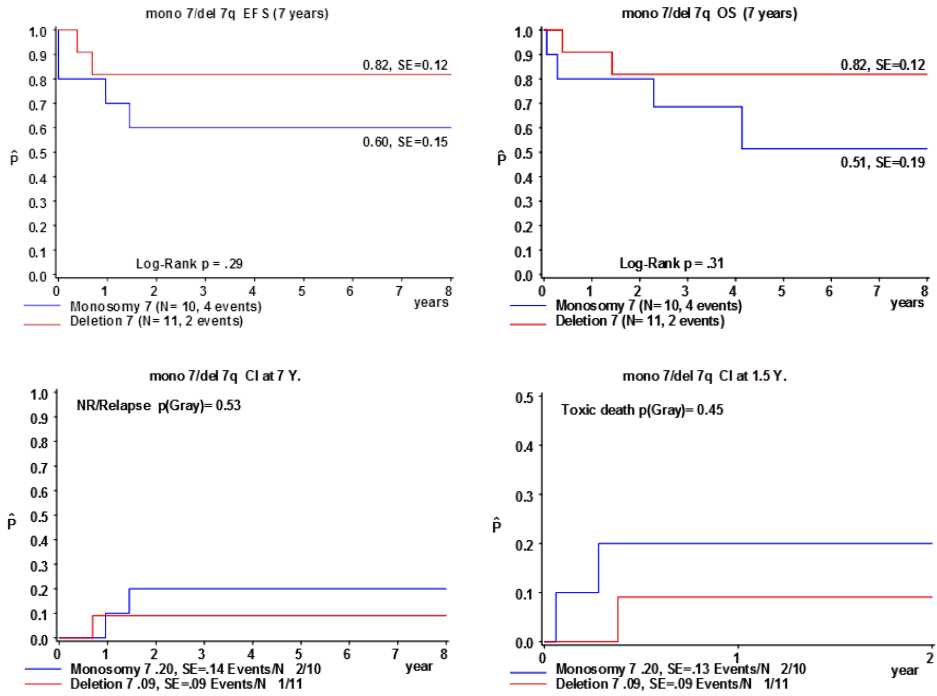 mono 7/del 7q EFS (7 years)
1.0
0.9
0.8
0.7
0.6
0.5
0.4
0.3
0.2
0.1
0.0
P̂
0.82, SE=0.12
0.60, SE=0.15
Log-Rank p = .29
0 1 2 3 4 5 6 7 8
years
Monosomy 7 (N= 10, 4 events)
Deletion 7 (N= 11, 2 events)
mono 7/del 7q OS (7 years)
1.0
0.9
0.8
0.7
0.6
0.5
0.4
0.3
0.2
0.1
0.0
P̂
0.82, SE=0.12
0.51, SE=0.19
Log-Rank p = .31
0 1 2 3 4 5 6 7 8
years
Monosomy 7 (N= 10, 4 events)
Deletion 7 (N= 11, 2 events)
mono 7/del 7q CI at 7 Y.
1.0
0.9
0.8
0.7
0.6
0.5
0.4
0.3
0.2
0.1
0.0
P̂
NR/Relapse p(Gray)= 0.53
0 1 2 3 4 5 6 7 8
year
Monosomy 7 .20, SE=.14 Events/N 2/10
Deletion 7 .09, SE=.09 Events/N 1/11
mono 7/del 7q CI at 1.5 Y.
0.5
0.4
0.3
0.2
0.1
0.0
P̂
Toxic death p(Gray)= 0.45
0 1 2
year
Monosomy 7 .20, SE=.13 Events/N 2/10
Deletion 7 .09, SE=.09 Events/N 1/11